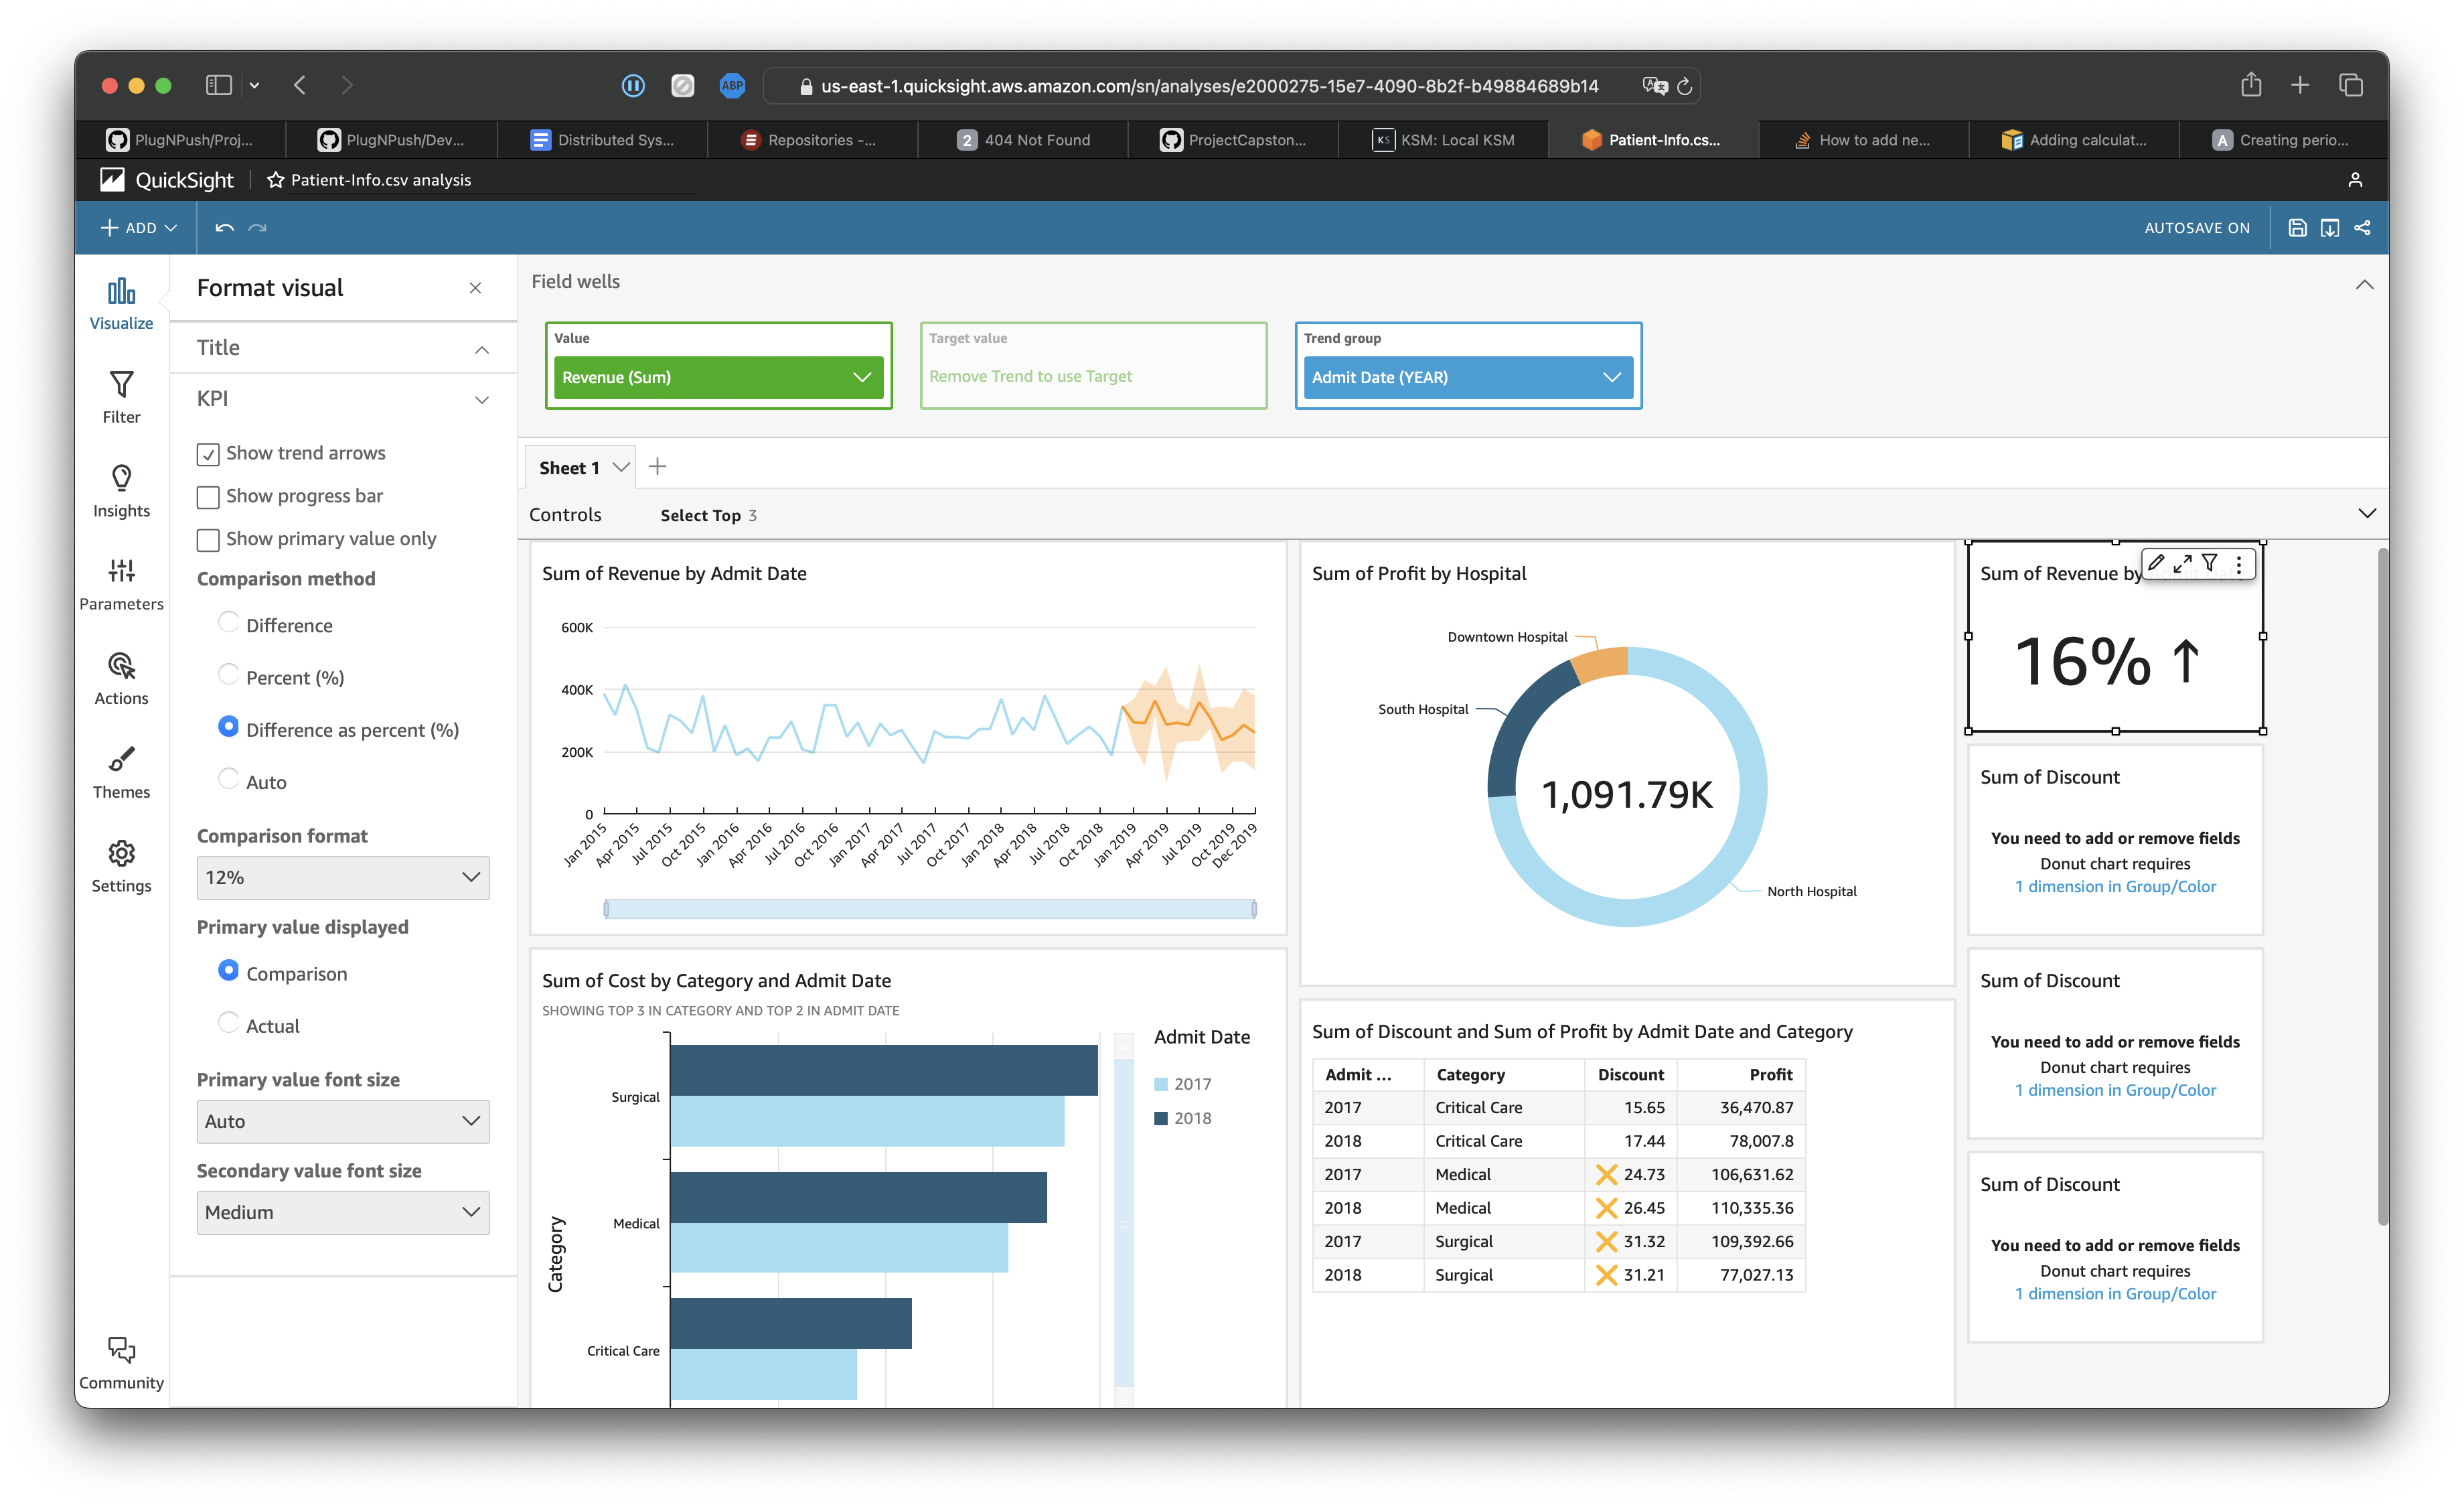 ABP
us-east-1.quicksight.aws.amazon.com/sn/analyses/e2000275-15e7-4090-8b2f-b49884689b14
PlugNPush/Proj...
PlugNPush/Dev...
Distributed Sys...
Repositories -...
2 404 Not Found
ProjectCapston...
KS KSM: Local KSM
Patient-Info.cs...
How to add ne...
Adding calculat...
A Creating perio...
QuickSight
Patient-Info.csv analysis
ADD
AUTOSAVE ON
Visualize
Filter
Insights
Parameters
Actions
Themes
Settings
Community
Format visual
Title
KPI
Show trend arrows
Show progress bar
Show primary value only
Comparison method
Difference
Percent (%)
Difference as percent (%)
Auto
Comparison format
12%
Primary value displayed
Comparison
Actual
Primary value font size
Auto
Secondary value font size
Medium
Field wells
Value
Revenue (Sum)
Target value
Remove Trend to use Target
Trend group
Admit Date (YEAR)
Sheet 1
Controls
Select Top 3
Sum of Revenue by Admit Date
600K
400K
200K
0
Jan 2015
Apr 2015
Jul 2015
Oct 2015
Jan 2016
Apr 2016
Jul 2016
Oct 2016
Jan 2017
Apr 2017
Jul 2017
Oct 2017
Jan 2018
Apr 2018
Jul 2018
Oct 2018
Jan 2019
Apr 2019
Jul 2019
Oct 2019
Dec 2019
Sum of Profit by Hospital
Downtown Hospital
South Hospital
1,091.79K
North Hospital
Sum of Revenue by
16% ↑
Sum of Discount
You need to add or remove fields
Donut chart requires
1 dimension in Group/Color
Sum of Discount
You need to add or remove fields
Donut chart requires
1 dimension in Group/Color
Sum of Discount
You need to add or remove fields
Donut chart requires
1 dimension in Group/Color
Sum of Cost by Category and Admit Date
SHOWING TOP 3 IN CATEGORY AND TOP 2 IN ADMIT DATE
Category
Surgical
Medical
Critical Care
Admit Date
2017
2018
Sum of Discount and Sum of Profit by Admit Date and Category
Admit ... Category Discount Profit
2017 Critical Care 15.65 36,470.87
2018 Critical Care 17.44 78,007.8
2017 Medical 24.73 106,631.62
2018 Medical 26.45 110,335.36
2017 Surgical 31.32 109,392.66
2018 Surgical 31.21 77,027.13